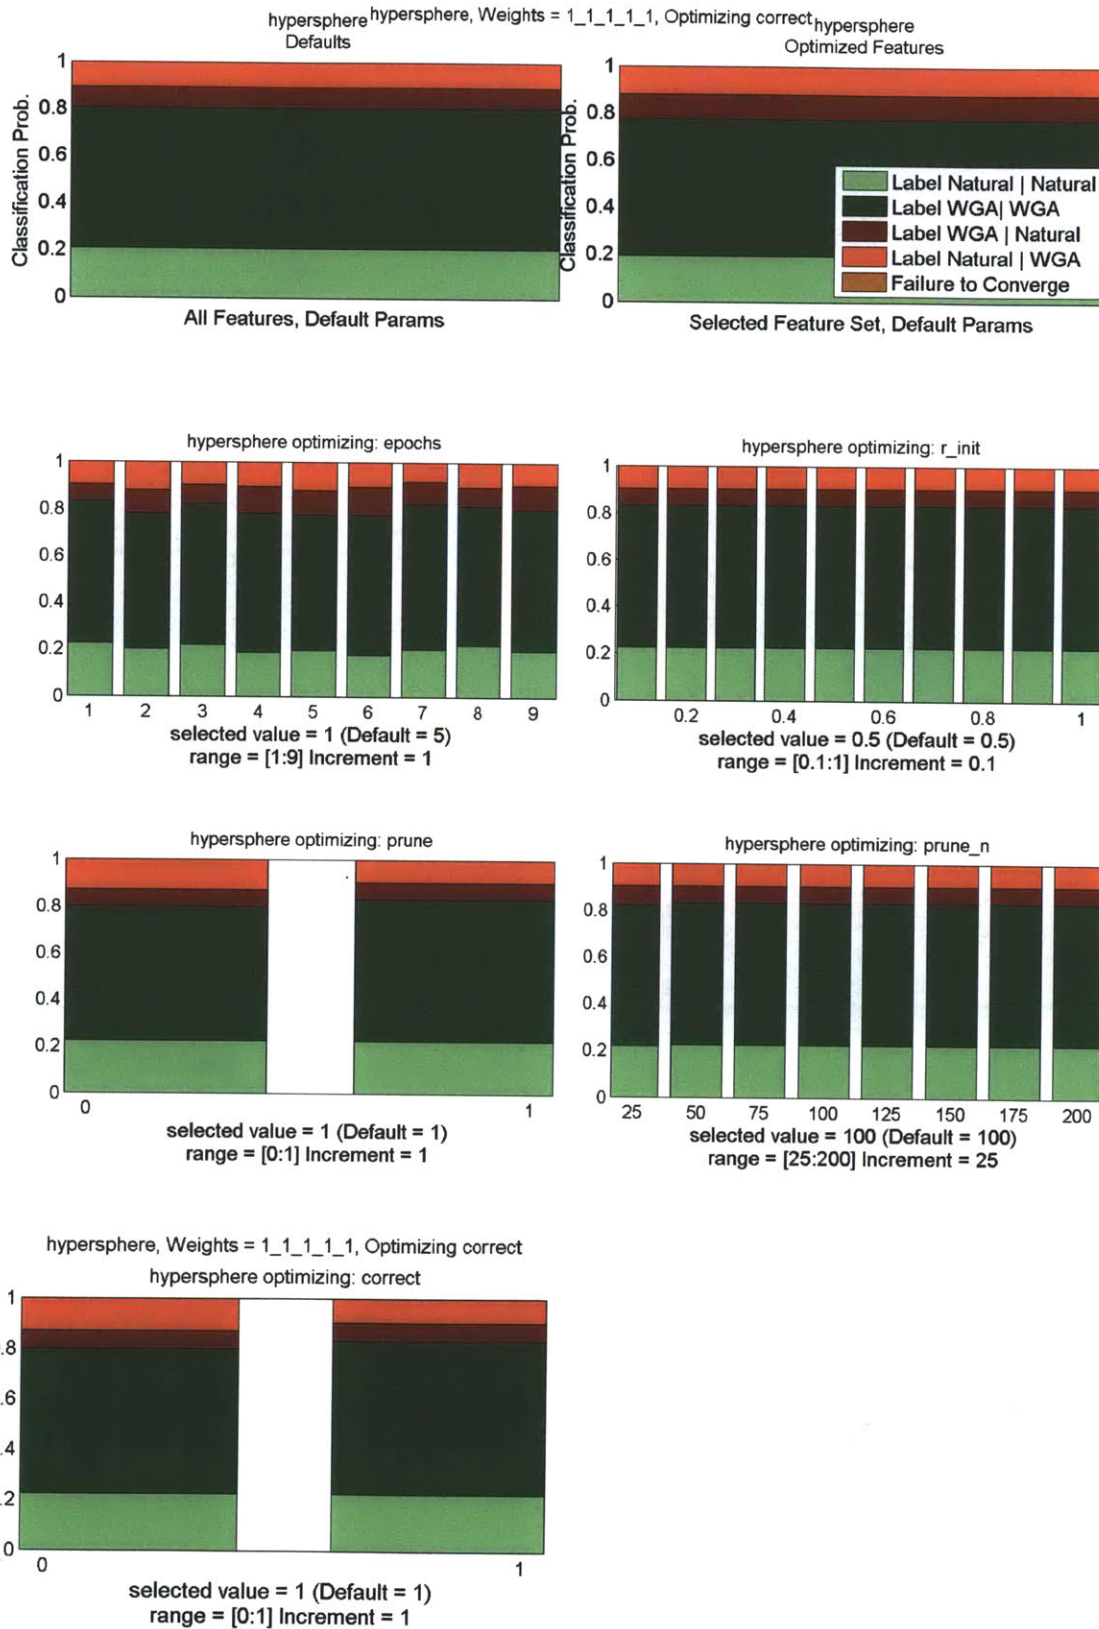 hypersphere, Weights = 1_1_1_1_1, Optimizing correct
hypersphere
Defaults
hypersphere
Optimized Features
Classification Prob.
1
0.8
0.6
0.4
0.2
0
All Features, Default Params
Classification Prob.
1
0.8
0.6
0.4
0.2
0
Label Natural | Natural
Label WGA| WGA
Label WGA | Natural
Label Natural | WGA
Failure to Converge
Selected Feature Set, Default Params
hypersphere optimizing: epochs
1
0.8
0.6
0.4
0.2
0
1 2 3 4 5 6 7 8 9
selected value = 1 (Default = 5)
range = [1:9] Increment = 1
hypersphere optimizing: r_init
1
0.8
0.6
0.4
0.2
0
0.2 0.4 0.6 0.8 1
selected value = 0.5 (Default = 0.5)
range = [0.1:1] Increment = 0.1
hypersphere optimizing: prune
1
0.8
0.6
0.4
0.2
0
0 1
selected value = 1 (Default = 1)
range = [0:1] Increment = 1
hypersphere optimizing: prune_n
1
0.8
0.6
0.4
0.2
0
25 50 75 100 125 150 175 200
selected value = 100 (Default = 100)
range = [25:200] Increment = 25
hypersphere, Weights = 1_1_1_1_1, Optimizing correct
hypersphere optimizing: correct
1
.8
.6
.4
.2
0
0 1
selected value = 1 (Default = 1)
range = [0:1] Increment = 1